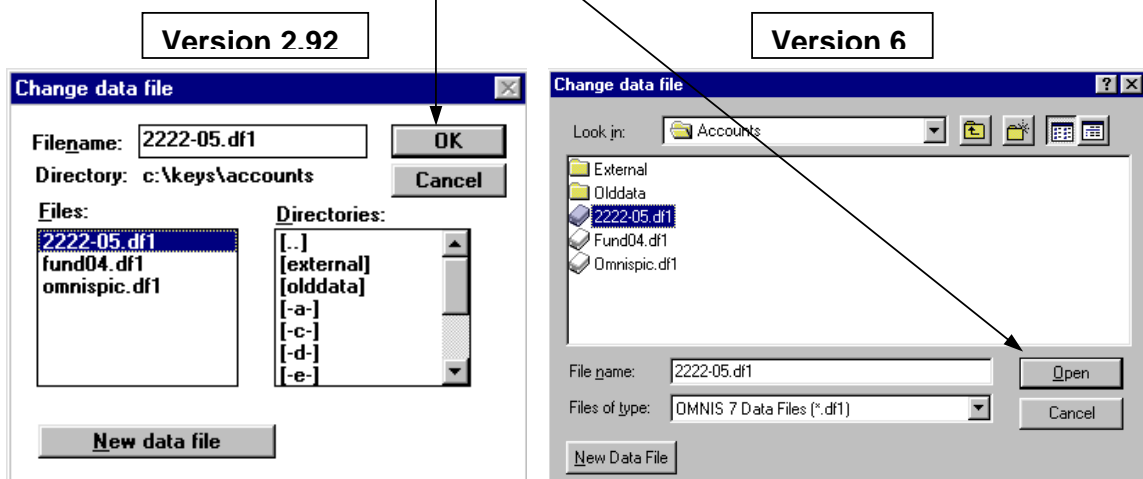 Version 2.92
Change data file
Filename: 2222-05.df1
OK
Directory: c:\keys\accounts
Cancel
Files:
2222-05.df1
fund04.df1
omnispic.df1
Directories:
[..]
[external]
[olddata]
[-a-]
[-c-]
[-d-]
[-e-]
New data file
Version 6
Change data file
Look in: Accounts
External
Olddata
2222-05.df1
Fund04.df1
Omnispic.df1
File name: 2222-05.df1
Open
Files of type: OMNIS 7 Data Files (*.df1)
Cancel
New Data File